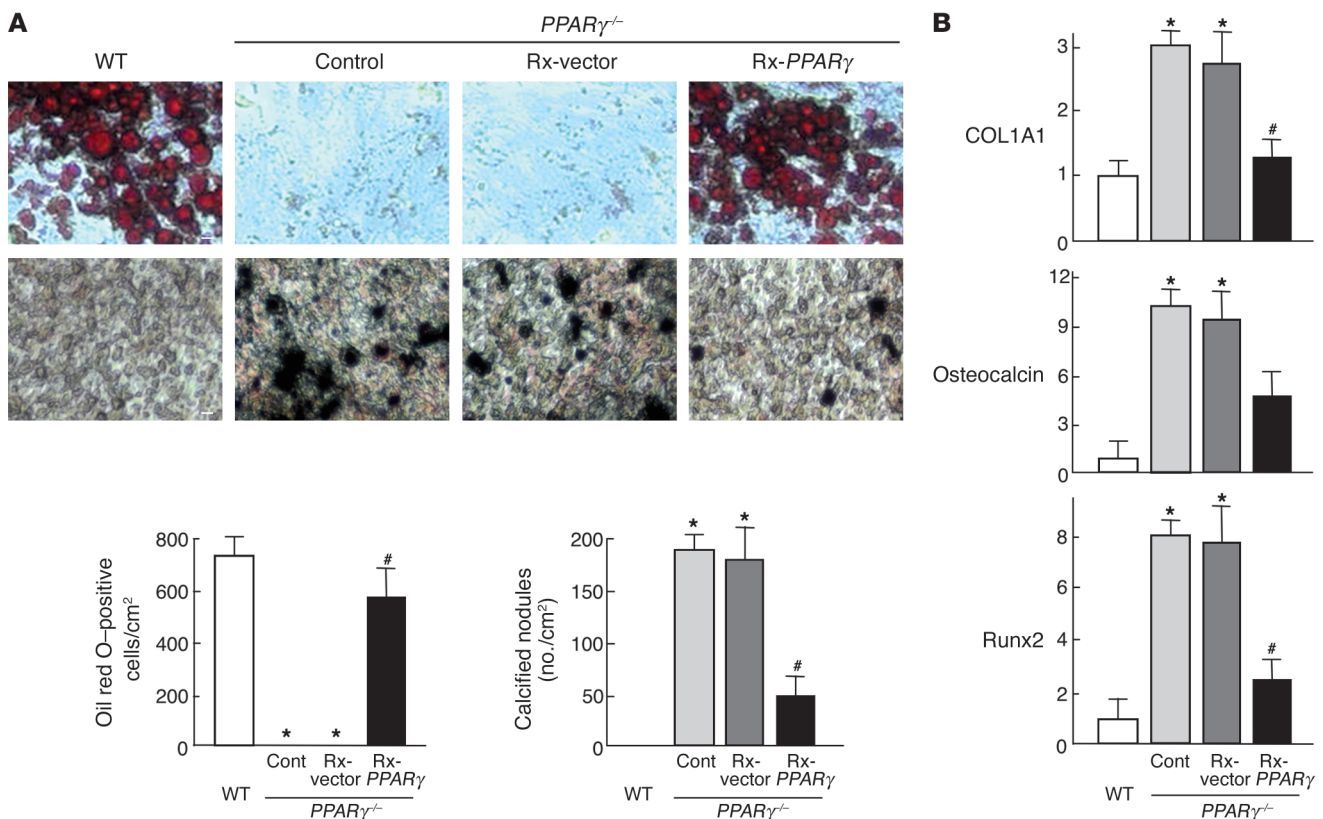 A
PPARγ-/-
WT
Control
Rx-vector
Rx-PPARγ
Oil red O–positive
cells/cm2
800
600
400
200
0
*
*
#
Cont
Rx-
vector
Rx-
PPARγ
WT
PPARγ-/-
Calcified nodules
(no./cm2)
200
150
100
50
0
*
*
#
Cont
Rx-
vector
Rx-
PPARγ
WT
PPARγ-/-
B
COL1A1
3
2
1
0
*
*
#
Osteocalcin
12
9
6
3
0
*
*
Runx2
8
6
4
2
0
*
*
#
Cont
Rx-
vector
Rx-
PPARγ
WT
PPARγ-/-